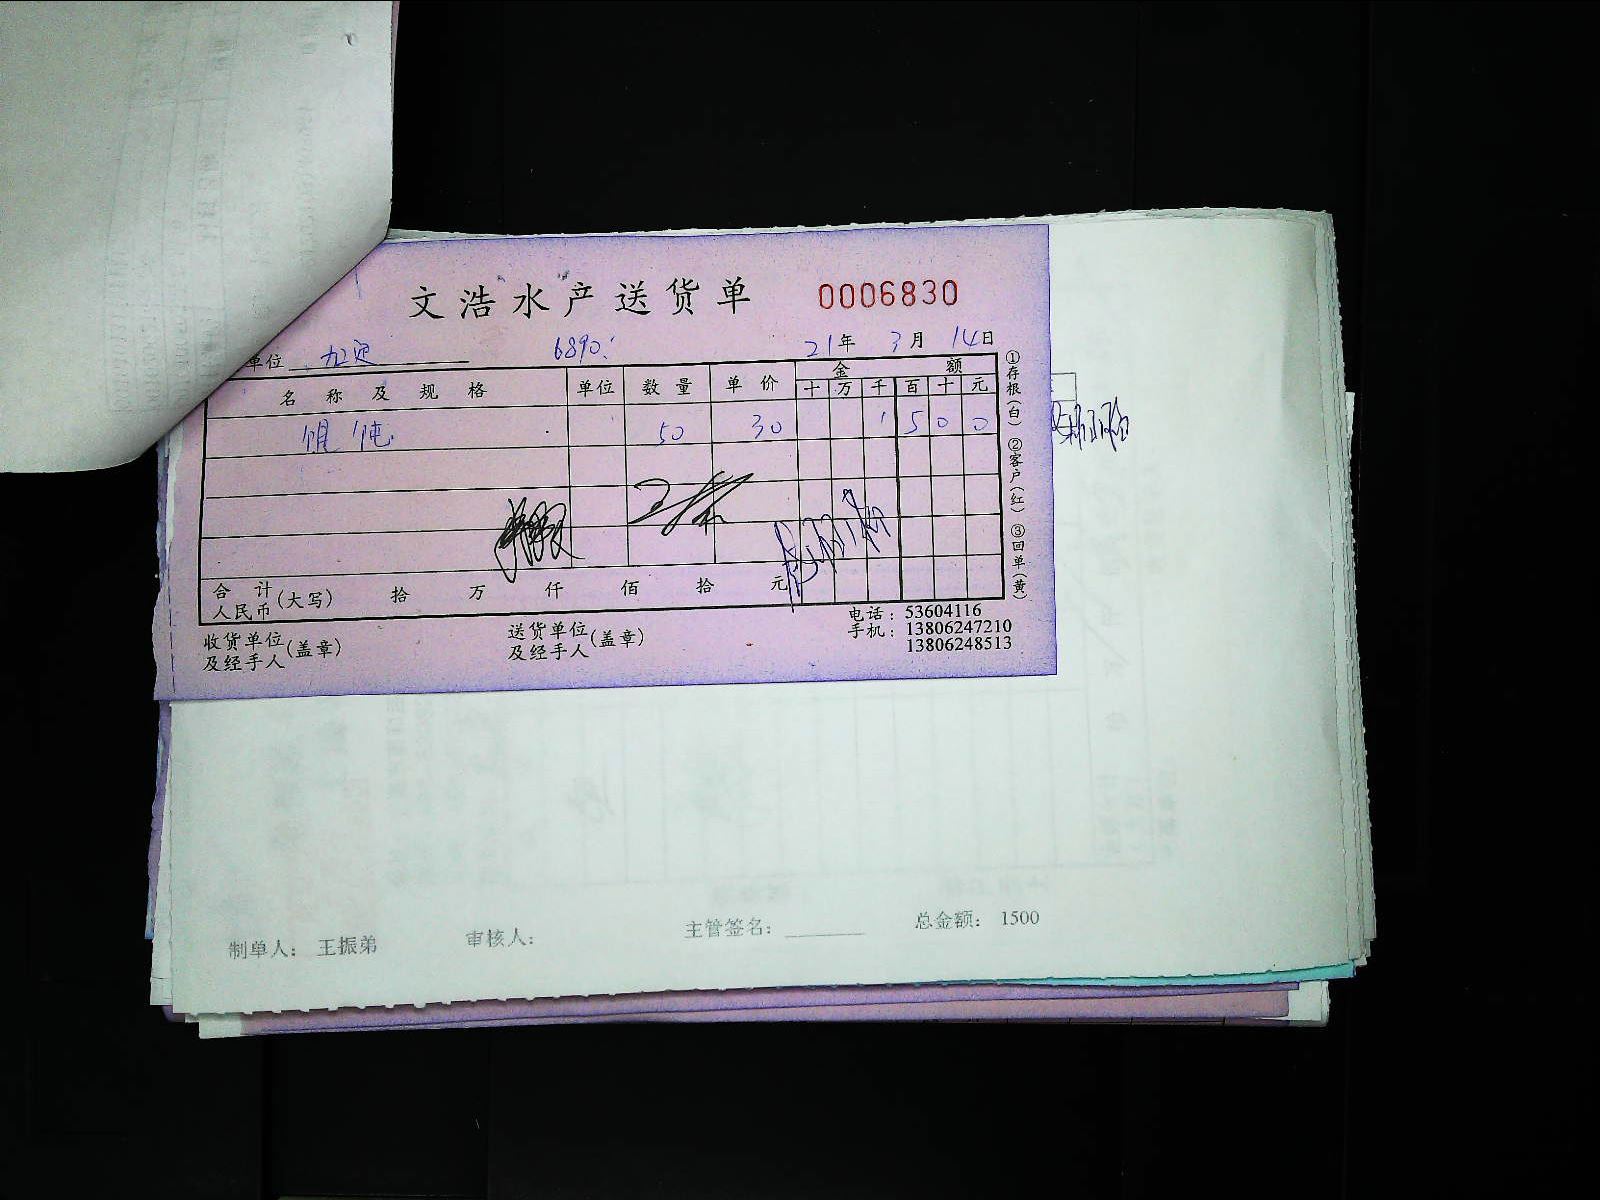 文浩水产送货单 0006830
单位 6890 21年 3月 14日
名称及规格 单位 数量 单价 金额
十 万 千 百 十 元
50 30 1 5 0 0
合计
人民币(大写) 拾 万 仟 佰 拾 元
收货单位
及经手人(盖章)
送货单位
及经手人(盖章)
电话:53604116
手机:13806247210
13806248513
①存根(白) ②客户(红) ③回单(黄)
制单人: 王振弟 审核人: 主管签名: 总金额: 1500